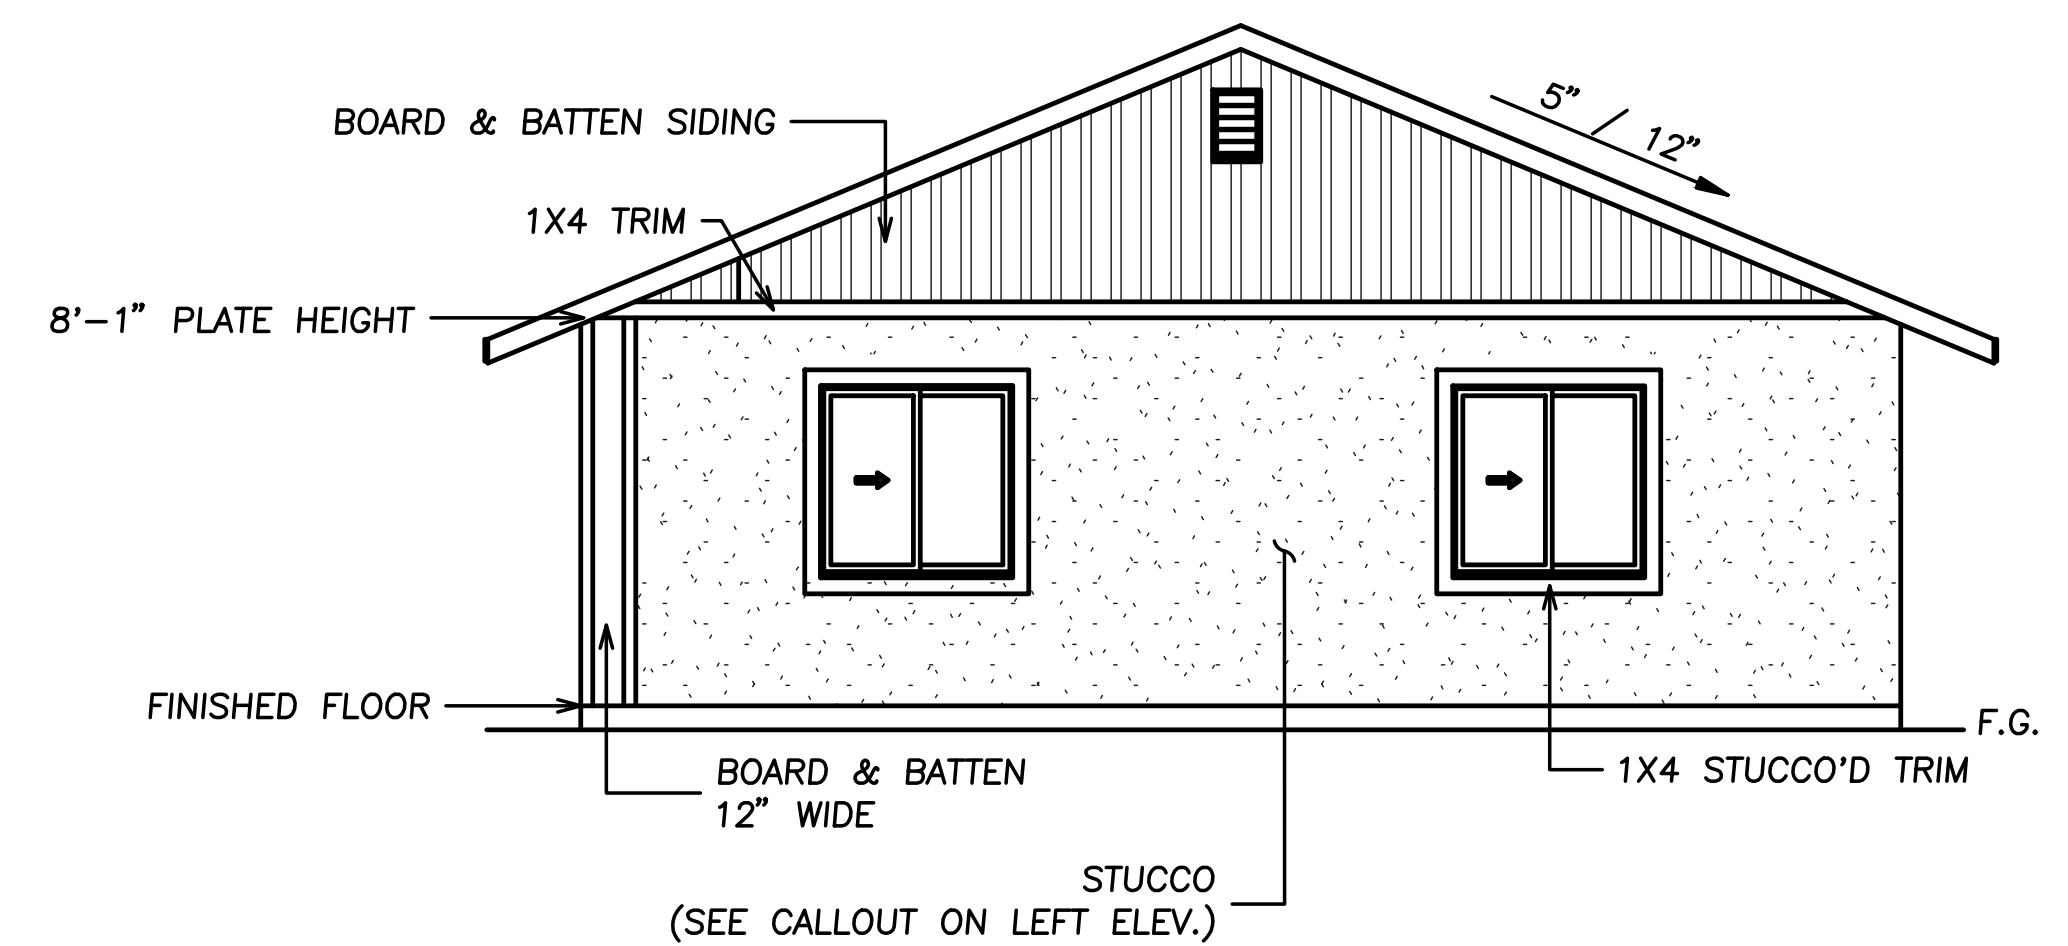 5” / 12”
BOARD & BATTEN SIDING
1X4 TRIM
8’-1” PLATE HEIGHT
FINISHED FLOOR
F.G.
BOARD & BATTEN
12” WIDE
1X4 STUCCO’D TRIM
STUCCO
(SEE CALLOUT ON LEFT ELEV.)